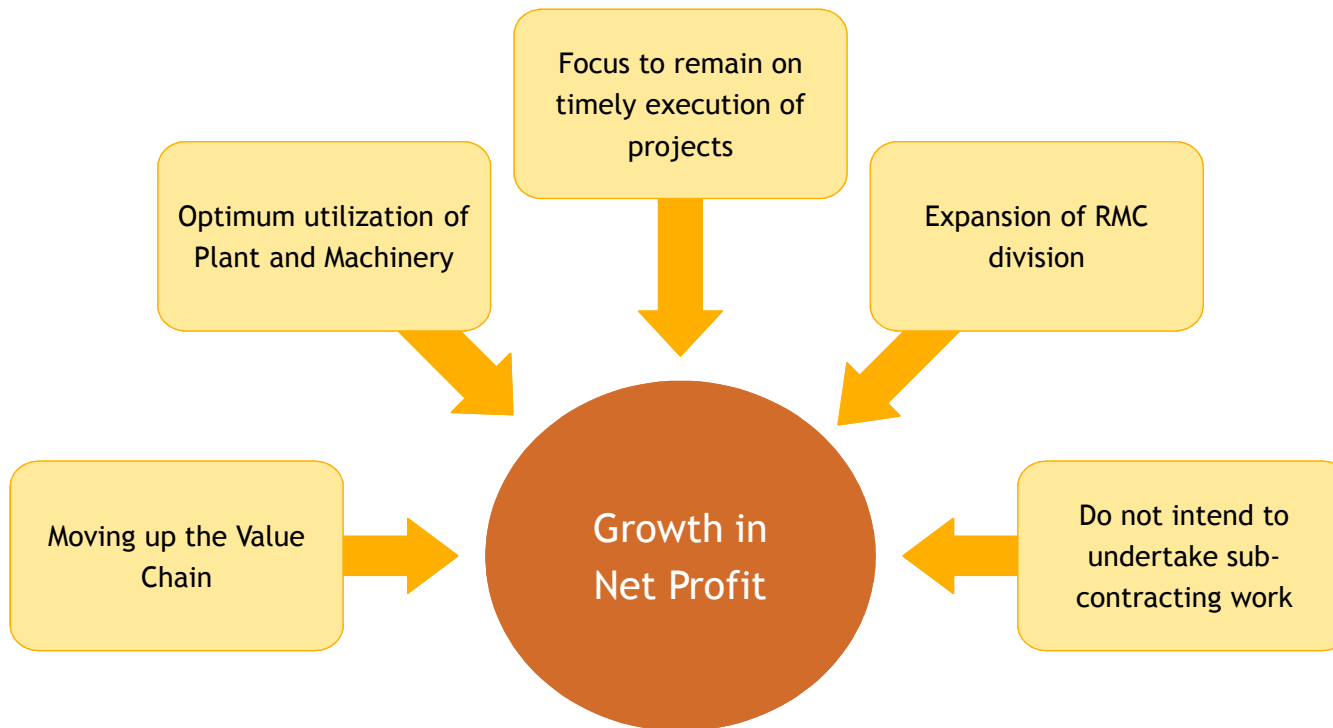 Focus to remain on
timely execution of
projects
Optimum utilization of
Plant and Machinery
Expansion of RMC
division
Moving up the Value
Chain
Growth in
Net Profit
Do not intend to
undertake sub-
contracting work